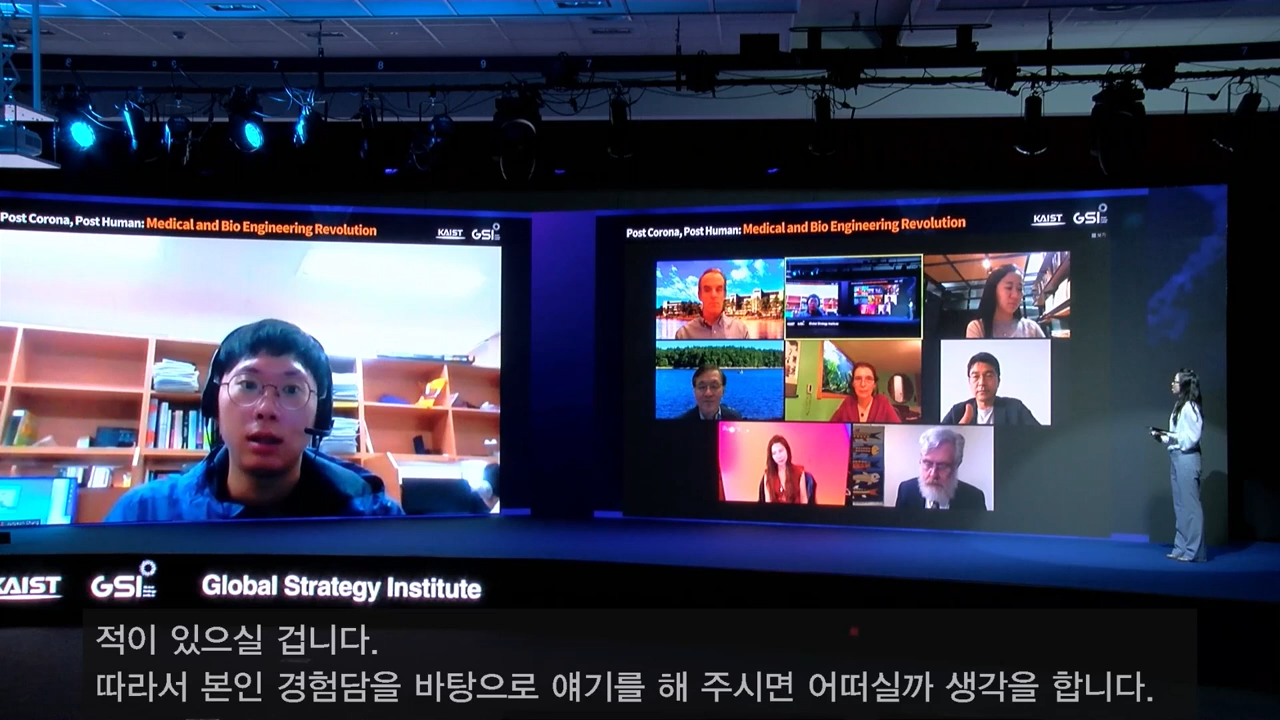 Post Corona, Post Human: Medical and Bio Engineering Revolution
KAIST GSI
Post Corona, Post Human: Medical and Bio Engineering Revolution
KAIST GSI
KAIST GSI Global Strategy Institute
적이 있으실 겁니다.
따라서 본인 경험담을 바탕으로 얘기를 해 주시면 어떠실까 생각을 합니다.